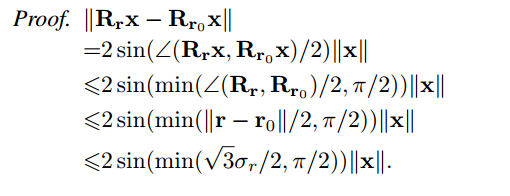 Proof. ‖R_r x − R_{r_0} x‖
=2 sin(∠(R_r x, R_{r_0} x)/2)‖x‖
⩽2 sin(min(∠(R_r, R_{r_0})/2, π/2))‖x‖
⩽2 sin(min(‖r − r_0‖/2, π/2))‖x‖
⩽2 sin(min(√3σ_r/2, π/2))‖x‖.